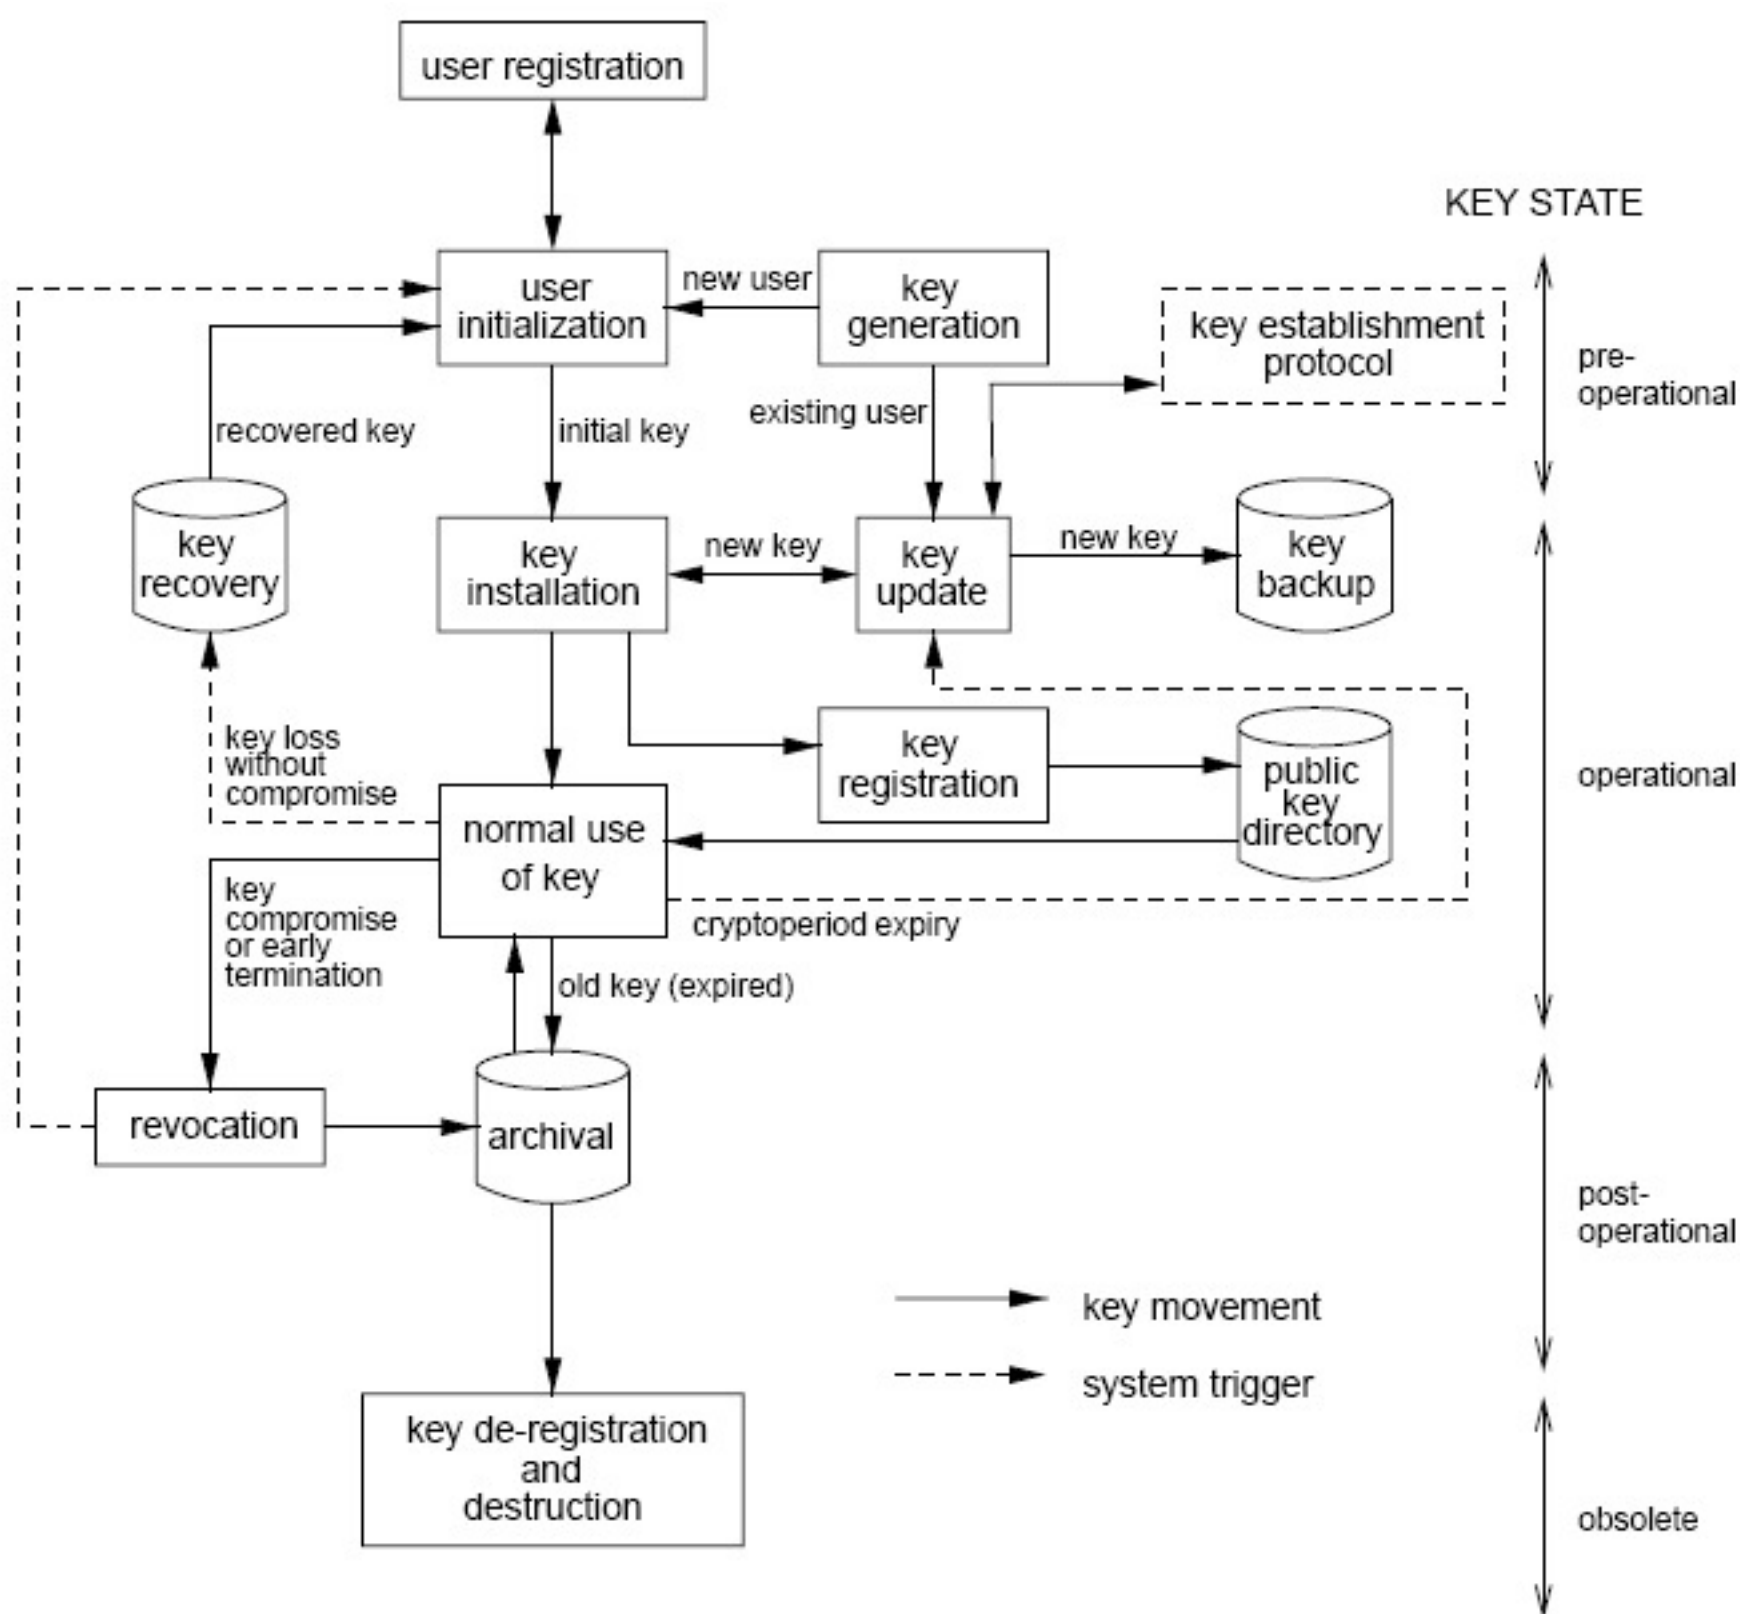 user registration
KEY STATE
user
initialization
new user
key
generation
key establishment
protocol
pre-
operational
existing user
recovered key
initial key
key
recovery
key
installation
new key
key
update
new key
key
backup
key loss
without
compromise
key
registration
public
key
directory
operational
normal use
of key
key
compromise
or early
termination
cryptoperiod expiry
old key (expired)
revocation
archival
post-
operational
key movement
system trigger
key de-registration
and
destruction
obsolete